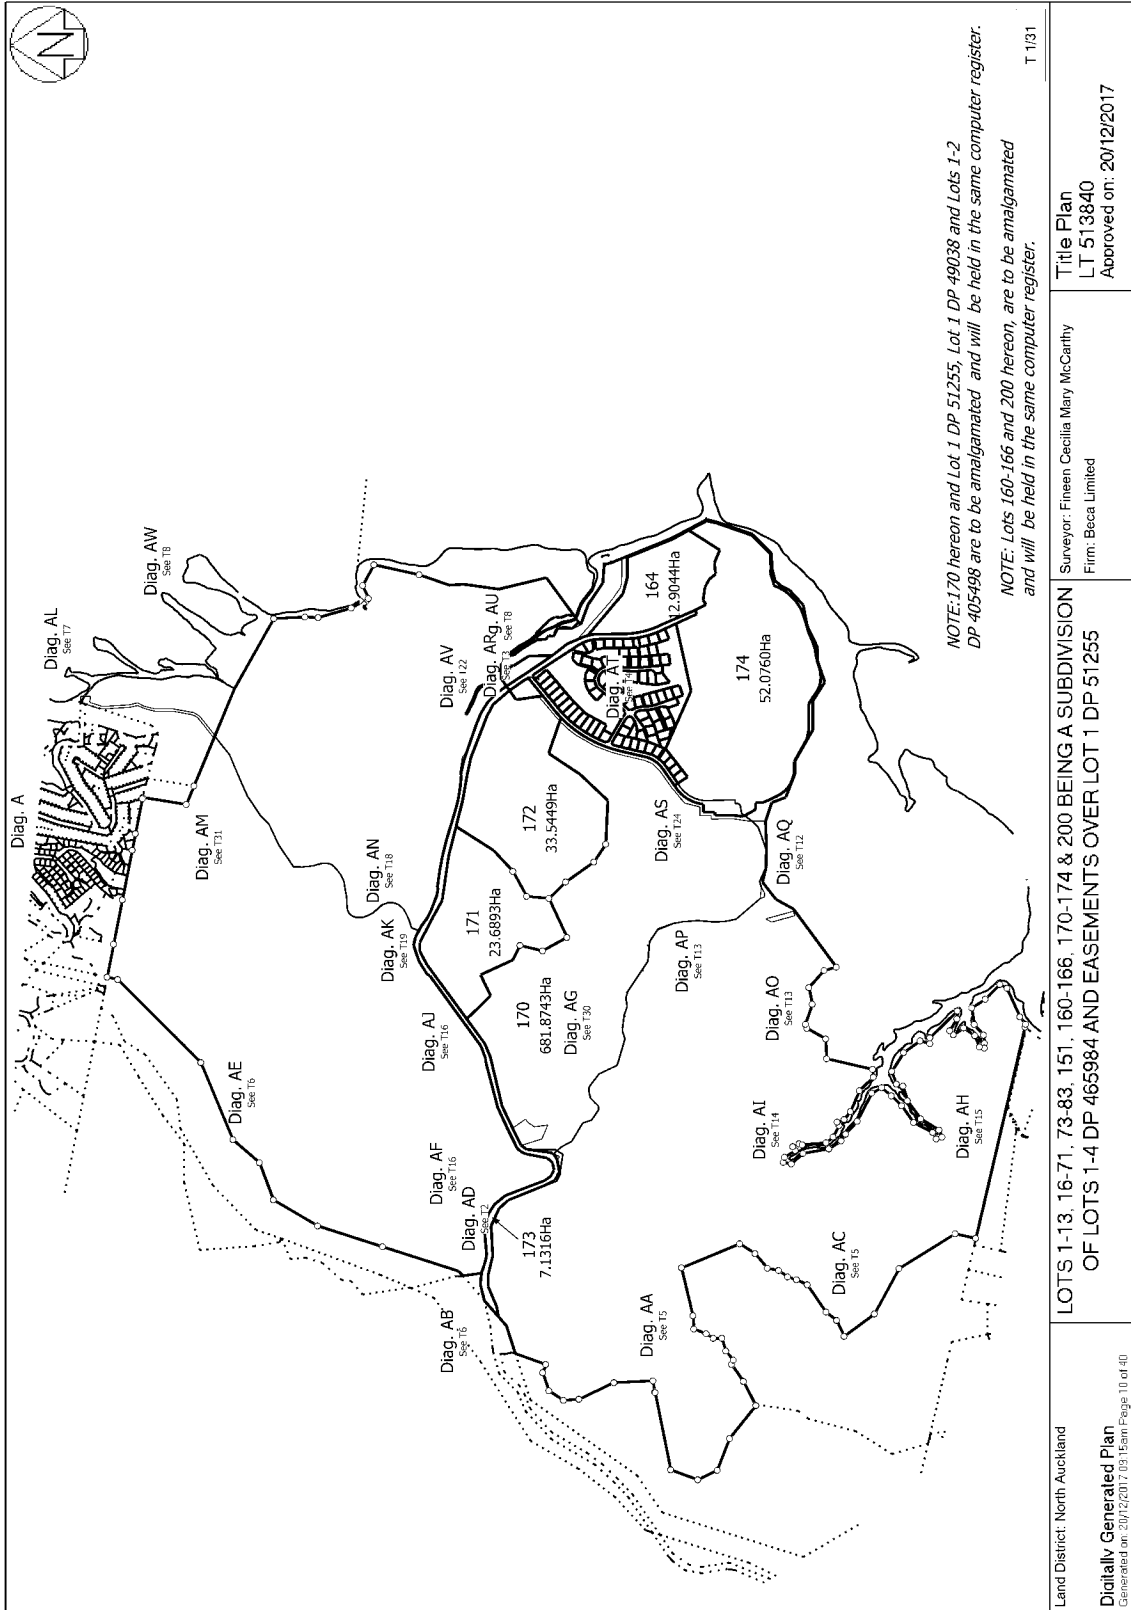 N
Diag. A
Diag. AL
See T7
Diag. AW
See T8
Diag. AM
See T31
Diag. AE
See T6
Diag. AN
See T18
Diag. AK
See T19
Diag. AV
See T22
Diag. AR
See T3
g. AU
See T8
Diag. AJ
See T16
Diag. AF
See T16
Diag. AD
See T2
Diag. AB
See T6
173
7.1316Ha
171
23.6893Ha
172
33.5449Ha
170
681.8743Ha
Diag. AG
See T30
Diag. AT
See T4
164
12.9044Ha
174
52.0760Ha
Diag. AS
See T24
Diag. AQ
See T12
Diag. AP
See T13
Diag. AO
See T13
Diag. AI
See T14
Diag. AH
See T15
Diag. AA
See T5
Diag. AC
See T5
NOTE:170 hereon and Lot 1 DP 51255, Lot 1 DP 49038 and Lots 1-2
DP 405498 are to be amalgamated and will be held in the same computer register.
NOTE: Lots 160-166 and 200 hereon, are to be amalgamated
and will be held in the same computer register.
T 1/31
Land District: North Auckland
Digitally Generated Plan
Generated on: 20/12/2017 09:15am Page 10 of 40
LOTS 1-13, 16-71, 73-83, 151, 160-166, 170-174 & 200 BEING A SUBDIVISION
OF LOTS 1-4 DP 465984 AND EASEMENTS OVER LOT 1 DP 51255
Surveyor: Fineen Cecilia Mary McCarthy
Firm: Beca Limited
Title Plan
LT 513840
Approved on: 20/12/2017